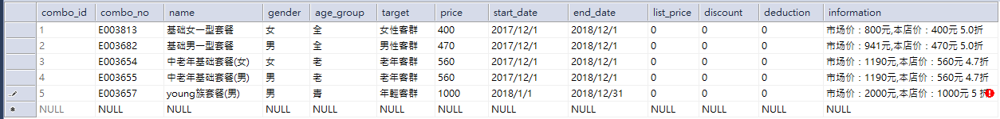 combo_id combo_no name gender age_group target price start_date end_date list_price discount deduction information
1 E003813 基础女一型套餐 女 全 女性客群 400 2017/12/1 2018/12/1 0 0 0 市场价：800元,本店价：400元 5.0折
2 E003682 基础男一型套餐 男 全 男性客群 470 2017/12/1 2018/12/1 0 0 0 市场价：941元,本店价：470元 5.0折
3 E003654 中老年基础套餐(女) 女 老 老年客群 560 2017/12/1 2018/12/1 0 0 0 市场价：1190元,本店价：560元 4.7折
4 E003655 中老年基础套餐(男) 男 老 老年客群 560 2017/12/1 2018/12/1 0 0 0 市场价：1190元,本店价：560元 4.7折
5 E003657 young族套餐(男) 男 青 年輕客群 1000 2018/1/1 2018/12/31 0 0 0 市场价：2000元,本店价：1000元 5 折
NULL NULL NULL NULL NULL NULL NULL NULL NULL NULL NULL NULL NULL